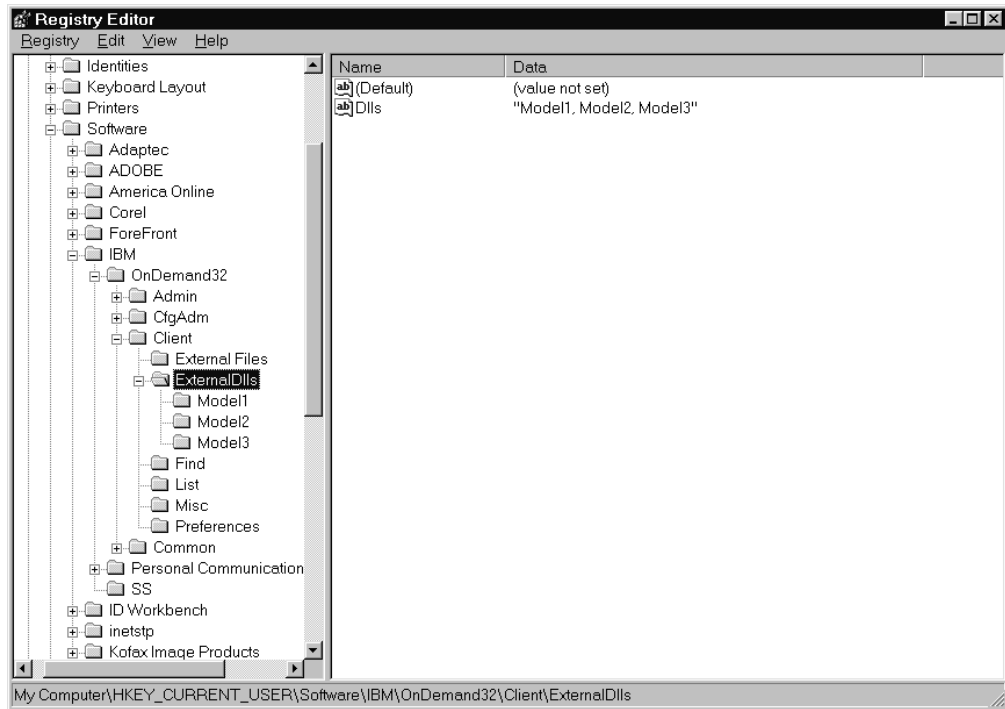 Registry Editor
Registry Edit View Help
Identities
Keyboard Layout
Printers
Software
Adaptec
ADOBE
America Online
Corel
ForeFront
IBM
OnDemand32
Admin
CfgAdm
Client
External Files
ExternalDlls
Model1
Model2
Model3
Find
List
Misc
Preferences
Common
Personal Communication
SS
ID Workbench
inetstp
Kofax Image Products
Name Data
ab (Default) (value not set)
ab Dlls "Model1, Model2, Model3"
My Computer\HKEY_CURRENT_USER\Software\IBM\OnDemand32\Client\ExternalDlls